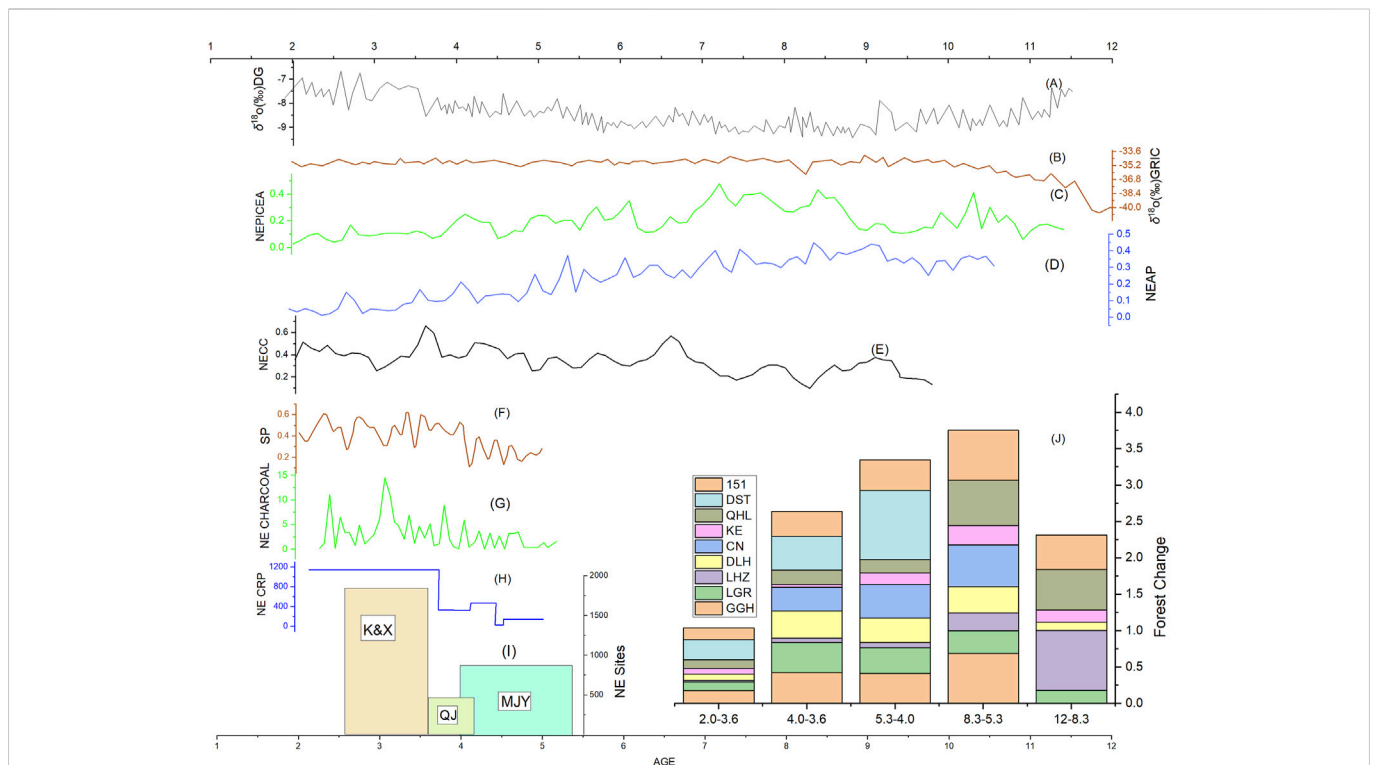 1 2 3 4 5 6 7 8 9 10 11 12
δ¹⁸o(‰)DG
-7
-8
-9
(A)
(B)
-33.6
-35.2
-36.8
-38.4
-40.0
δ¹⁸o(‰)GRIC
NEPICEA
0.4
0.2
0.0
(C)
(D)
0.5
0.4
0.3
0.2
0.1
0.0
NEAP
NECC
0.6
0.4
0.2
(E)
SP
0.6
0.4
0.2
(F)
NE CHARCOAL
15
10
5
0
(G)
NE CRP
1200
800
400
0
(H)
K&X
QJ
MJY
(I)
2000
1500
1000
500
NE Sites
151
DST
QHL
KE
CN
DLH
LHZ
LGR
GGH
(J)
4.0
3.5
3.0
2.5
2.0
1.5
1.0
0.5
0.0
Forest Change
2.0-3.6 4.0-3.6 5.3-4.0 8.3-5.3 12-8.3
1 2 3 4 5 6 7 8 9 10 11 12
AGE